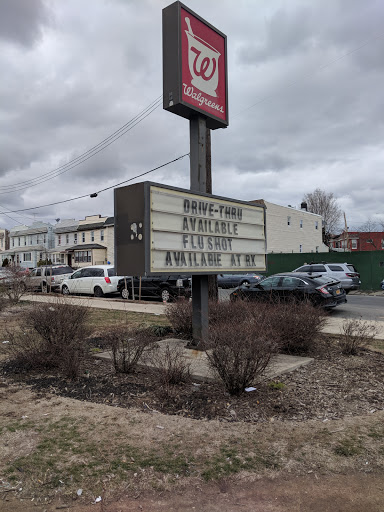 W
Walgreens
DRIVE-THRU
AVAILABLE
FLU SHOT
AVAILABLE AT RX